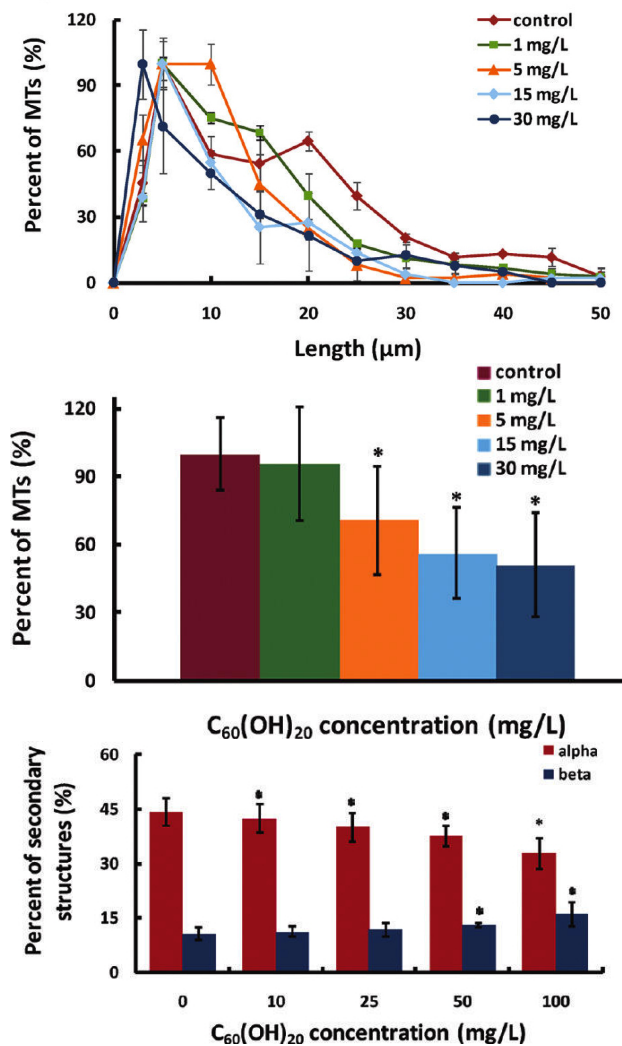 120
90
60
30
0
Percent of MTs (%)
control
1 mg/L
5 mg/L
15 mg/L
30 mg/L
0 10 20 30 40 50
Length (µm)
120
90
60
30
0
Percent of MTs (%)
control
1 mg/L
5 mg/L
15 mg/L
30 mg/L
* * *
C₆₀(OH)₂₀ concentration (mg/L)
60
45
30
15
0
Percent of secondary
structures (%)
alpha
beta
* * * *
* *
0 10 25 50 100
C₆₀(OH)₂₀ concentration (mg/L)